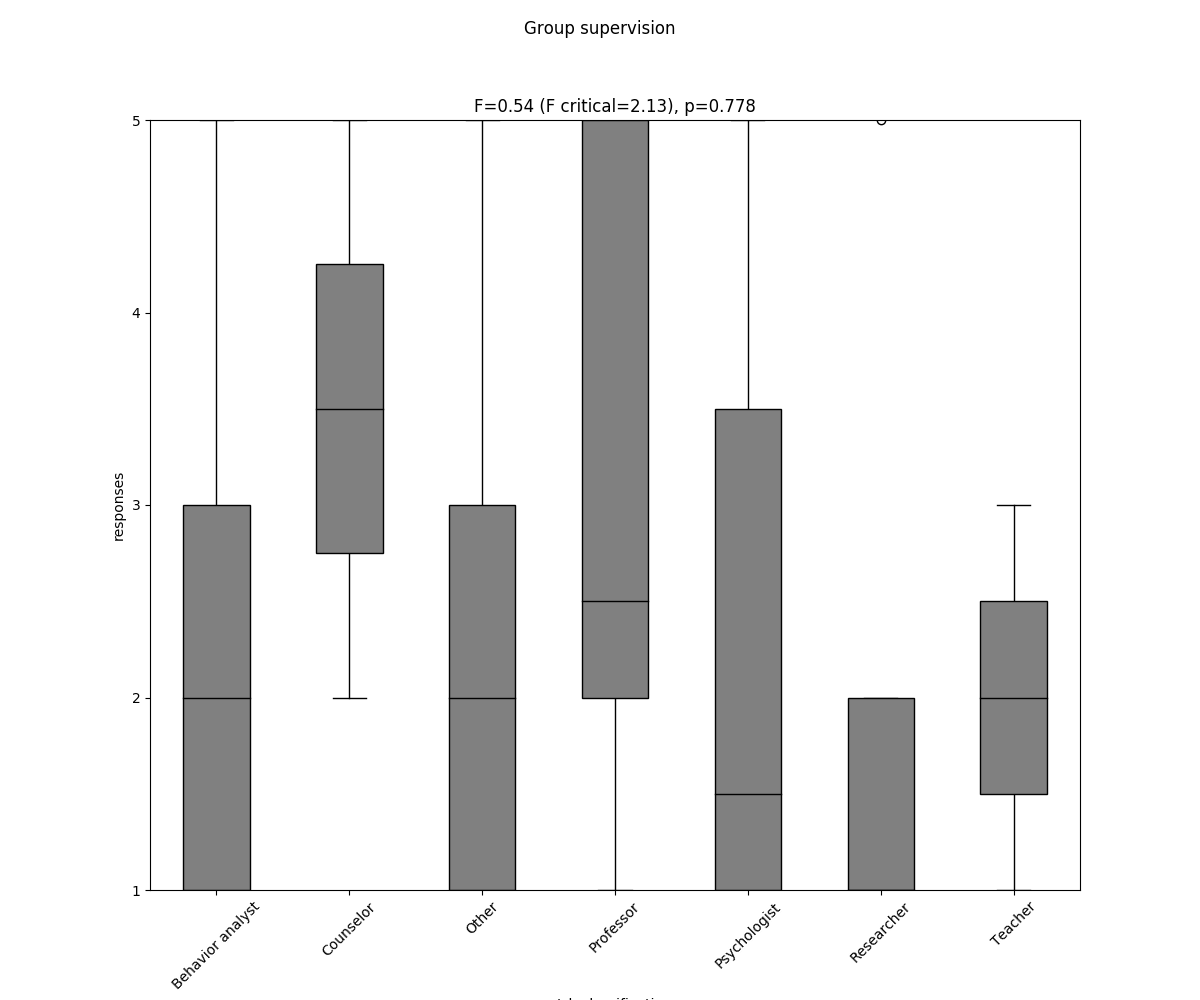 Group supervision
F=0.54 (F critical=2.13), p=0.778
responses
5
4
3
2
1
Behavior analyst
Counselor
Other
Professor
Psychologist
Researcher
Teacher